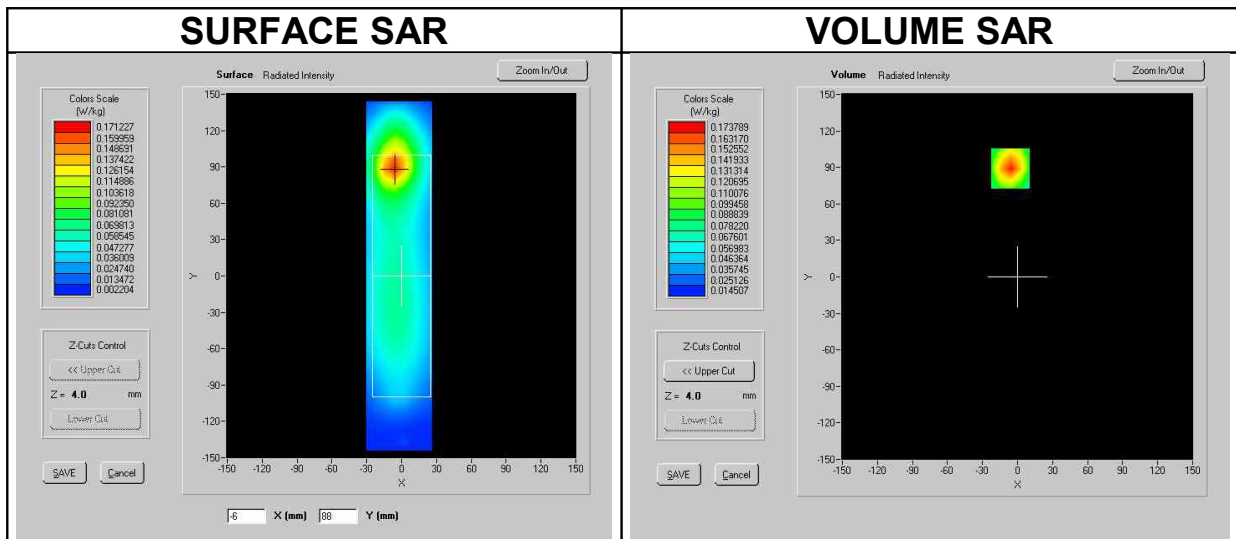 SURFACE SAR
VOLUME SAR
Surface Radiated Intensity
Zoom In/Out
Colors Scale
(W/kg)
0.171227
0.159959
0.148691
0.137422
0.126154
0.114886
0.103618
0.092350
0.081081
0.069813
0.058545
0.047277
0.036009
0.024740
0.013472
0.002204
Z-Cuts Control
<< Upper Cut
Z = 4.0 mm
Lower Cut
SAVE
Cancel
150
120
90
60
30
0
-30
-60
-90
-120
-150
Y
-150 -120 -90 -60 -30 0 30 60 90 120 150
X
-6 X (mm) 88 Y (mm)
Volume Radiated Intensity
Zoom In/Out
Colors Scale
(W/kg)
0.173789
0.163170
0.152552
0.141933
0.131314
0.120695
0.110076
0.099458
0.088839
0.078220
0.067601
0.056983
0.046364
0.035745
0.025126
0.014507
Z-Cuts Control
<< Upper Cut
Z = 4.0 mm
Lower Cut
SAVE
Cancel
150
120
90
60
30
0
-30
-60
-90
-120
-150
Y
-150 -120 -90 -60 -30 0 30 60 90 120 150
X